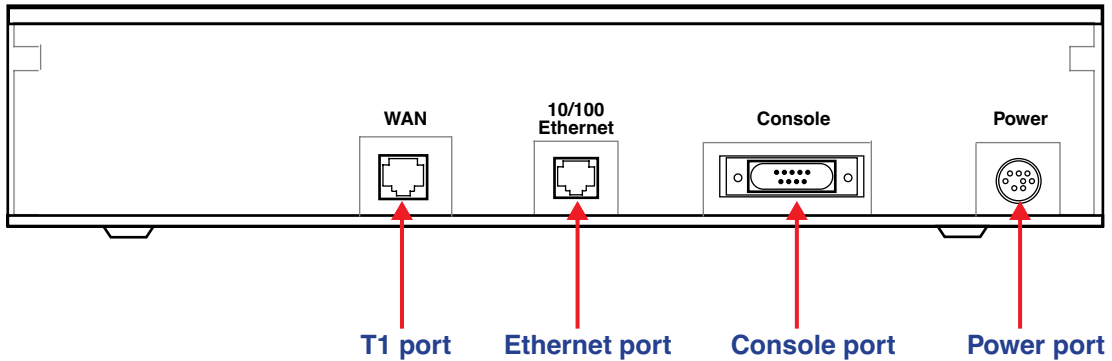 WAN
10/100
Ethernet
Console
Power
T1 port
Ethernet port
Console port
Power port